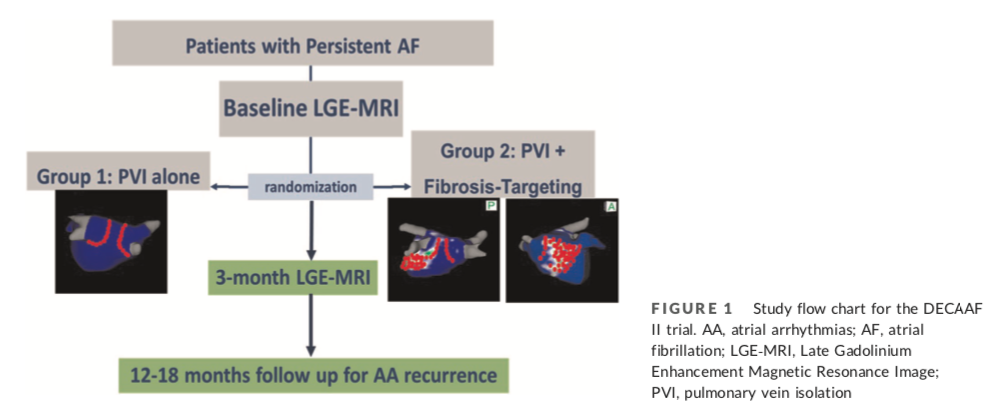 Patients with Persistent AF
Baseline LGE-MRI
Group 1: PVI alone
randomization
Group 2: PVI +
Fibrosis-Targeting
P
A
3-month LGE-MRI
12-18 months follow up for AA recurrence
FIGURE 1 Study flow chart for the DECAAF
II trial. AA, atrial arrhythmias; AF, atrial
fibrillation; LGE-MRI, Late Gadolinium
Enhancement Magnetic Resonance Image;
PVI, pulmonary vein isolation